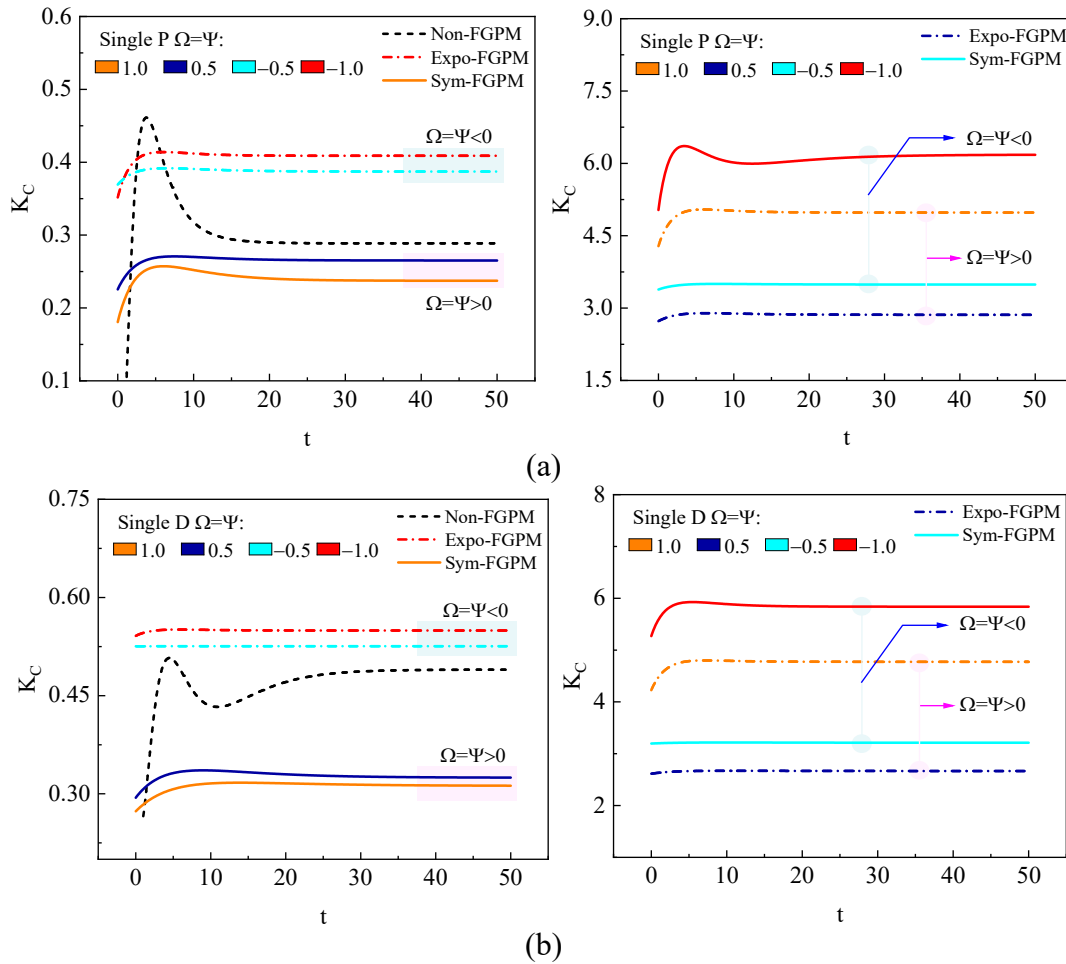 0.6
0.5
0.4
0.3
0.2
0.1
K_C
Single P Ω=Ψ:
1.0 0.5 −0.5 −1.0
Non-FGPM
Expo-FGPM
Sym-FGPM
Ω=Ψ<0
Ω=Ψ>0
0 10 20 30 40 50
t
9.0
7.5
6.0
4.5
3.0
1.5
K_C
Single P Ω=Ψ:
1.0 0.5 −0.5 −1.0
Expo-FGPM
Sym-FGPM
Ω=Ψ<0
Ω=Ψ>0
0 10 20 30 40 50
t
(a)
0.75
0.60
0.45
0.30
K_C
Single D Ω=Ψ:
1.0 0.5 −0.5 −1.0
Non-FGPM
Expo-FGPM
Sym-FGPM
Ω=Ψ<0
Ω=Ψ>0
0 10 20 30 40 50
t
8
6
4
2
K_C
Single D Ω=Ψ:
1.0 0.5 −0.5 −1.0
Expo-FGPM
Sym-FGPM
Ω=Ψ<0
Ω=Ψ>0
0 10 20 30 40 50
t
(b)